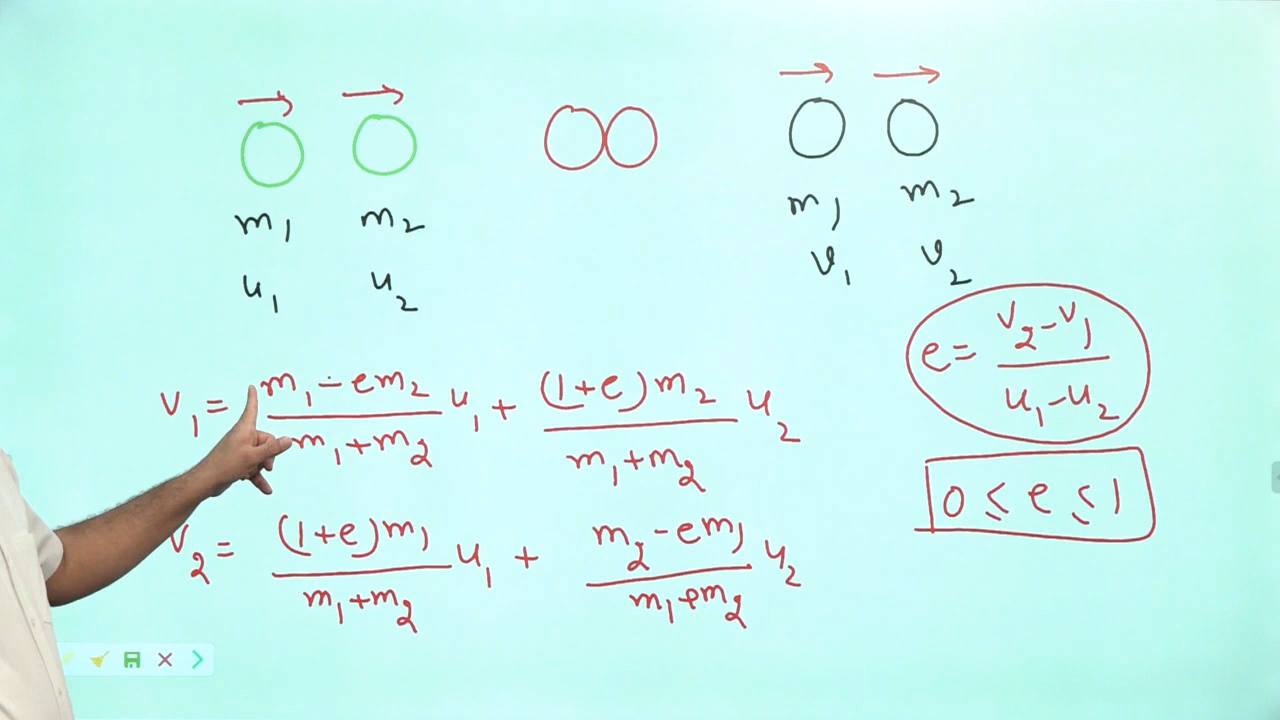 m₁ m₂ m₁ m₂
u₁ u₂ v₁ v₂
e = (v₂ - v₁)/(u₁ - u₂)
v₁ = (m₁ - em₂)/(m₁ + m₂) u₁ + ((1+e)m₂)/(m₁ + m₂) u₂
0 ≤ e ≤ 1
v₂ = ((1+e)m₁)/(m₁ + m₂) u₁ + (m₂ - em₁)/(m₁ + m₂) u₂